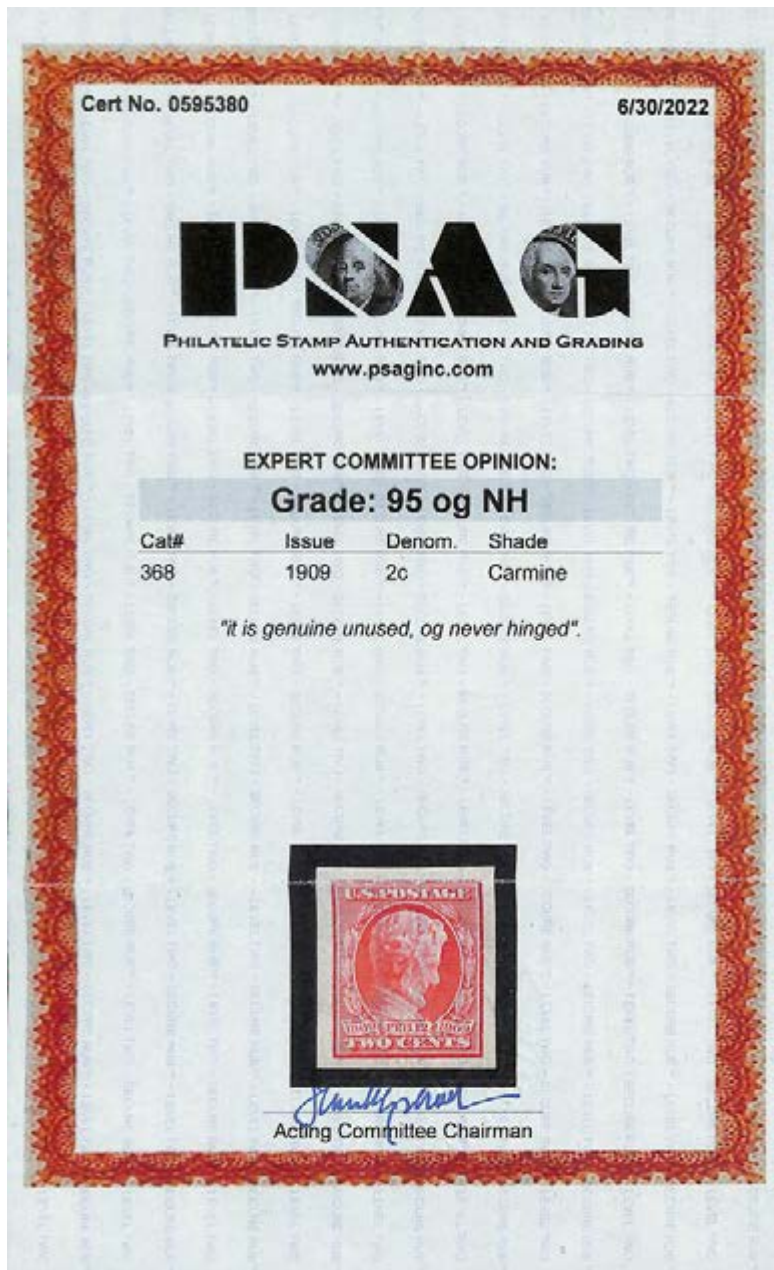 Cert No. 0595380 6/30/2022
PSAG
PHILATELIC STAMP AUTHENTICATION AND GRADING
www.psaginc.com
EXPERT COMMITTEE OPINION:
Grade: 95 og NH
Cat# Issue Denom. Shade
368 1909 2c Carmine
"it is genuine unused, og never hinged".
U.S. POSTAGE
TWO CENTS
Acting Committee Chairman